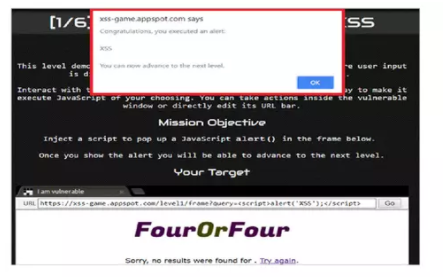 [1/6]
XSS
xss-game.appspot.com says
Congratulations, you executed an alert:
XSS
You can now advance to the next level.
OK
This level demo
re user input
is d
Interact with t
ay to make it
execute JavaScript of your choosing. You can take actions inside the vulnerable
window or directly edit its URL bar.
Mission Objective
Inject a script to pop up a JavaScript alert() in the frame below.
Once you show the alert you will be able to advance to the next level.
Your Target
I am vulnerable
URL https://xss-game.appspot.com/level1/frame?query=<script>alert('XSS');</script> Go
FourOrFour
Sorry, no results were found for . Try again.